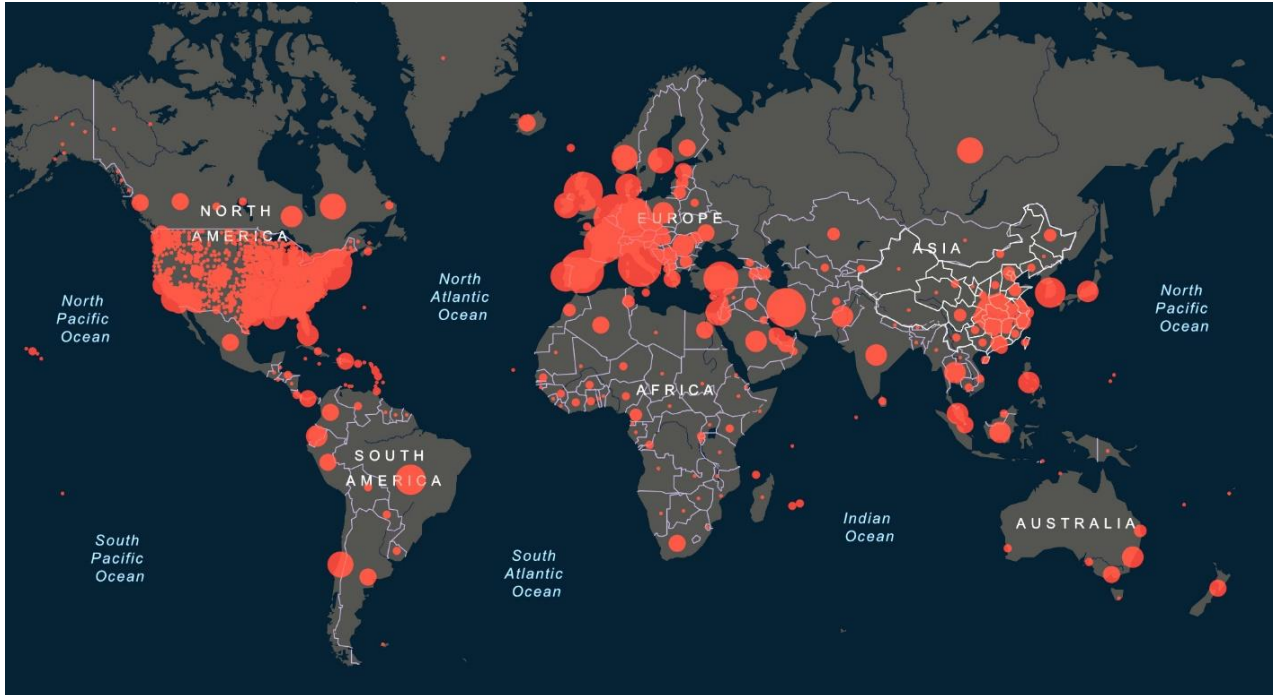 NORTH
AMERICA
EUROPE
ASIA
North
Atlantic
Ocean
North
Pacific
Ocean
North
Pacific
Ocean
AFRICA
SOUTH
AMERICA
South
Pacific
Ocean
South
Atlantic
Ocean
Indian
Ocean
AUSTRALIA